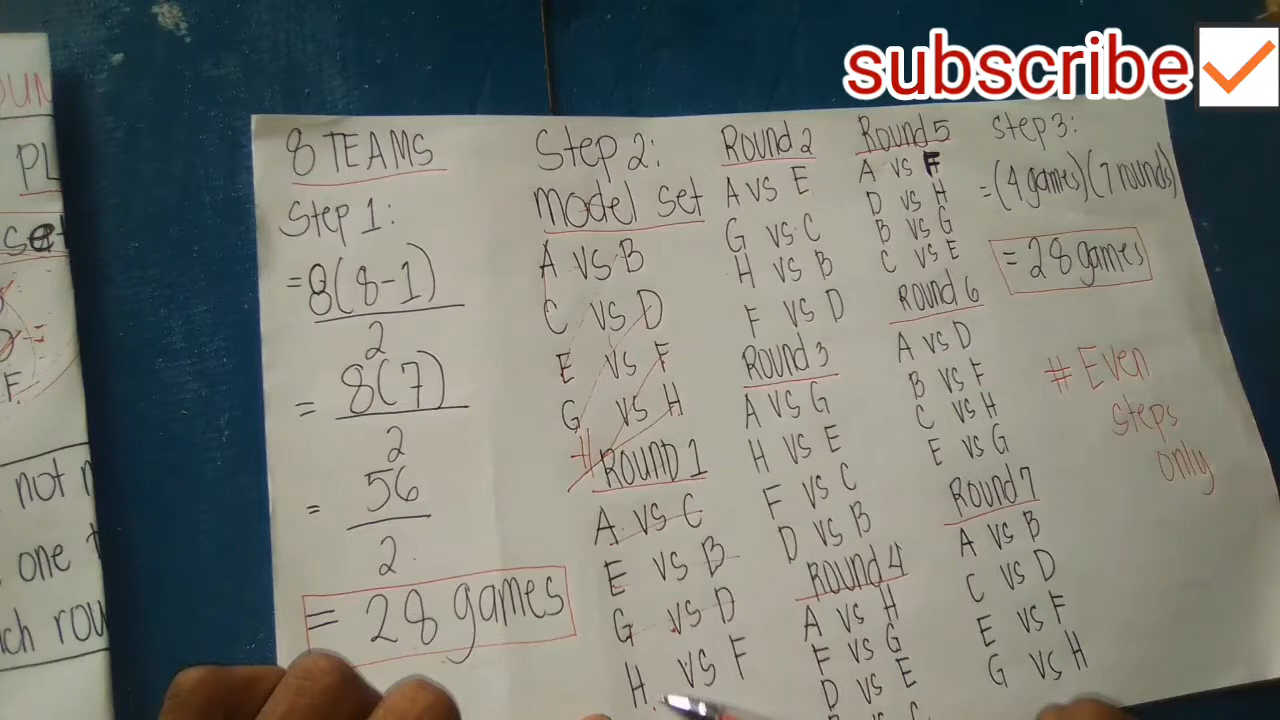 subscribe
8 TEAMS
Step 1:
= 8(8-1)
2
= 8(7)
2
= 56
2
= 28 games
Step 2:
model set
A VS B
C VS D
E VS F
G VS H
# ROUND 1
A VS C
E VS B
G VS D
H VS F
Round 2
A VS E
G VS C
H VS B
F VS D
Round 3
A VS G
H VS E
F VS C
D VS B
Round 4
A VS H
F VS G
D VS E
Round 5
A VS F
D VS H
B VS G
C VS E
Round 6
A VS D
B VS F
C VS H
E VS G
Round 7
A VS B
C VS D
E VS F
G VS H
Step 3:
= (4 games)(7 rounds)
= 28 games
# Even
steps
only
OUN
PL
set
F.
not
one
ch rou